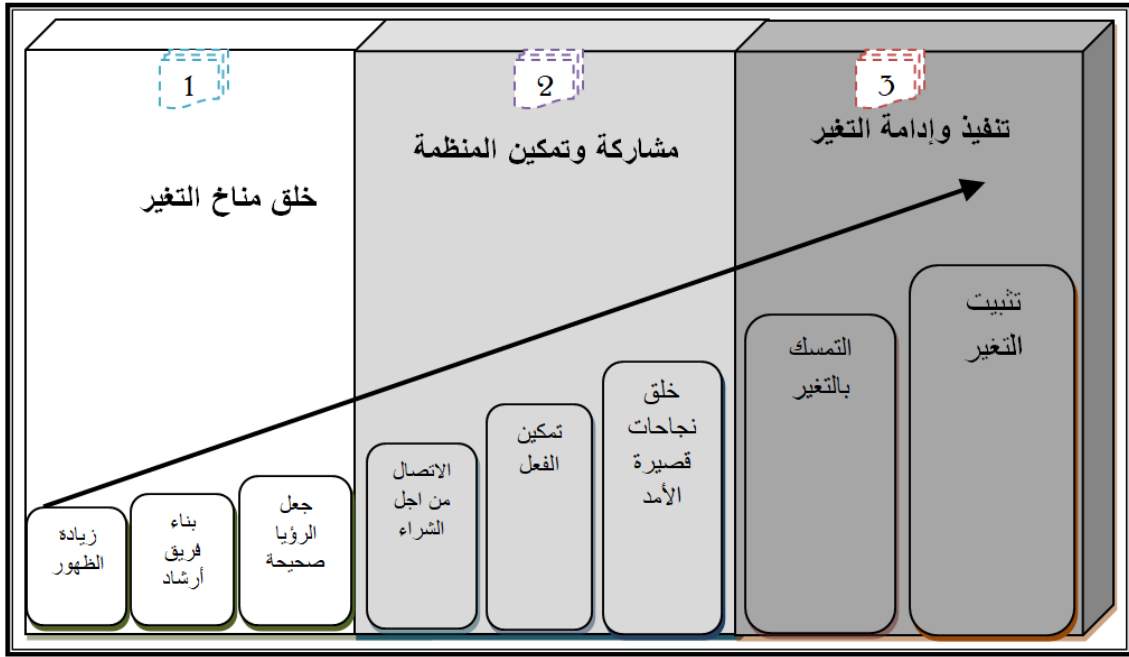 1
خلق مناخ التغير
2
مشاركة وتمكين المنظمة
3
تنفيذ وإدامة التغير
زيادة
الظهور
بناء
فريق
أرشاد
جعل
الرؤيا
صحيحة
الاتصال
من اجل
الشراء
تمكين
الفعل
خلق
نجاحات
قصيرة
الأمد
التمسك
بالتغير
تثبيت
التغير